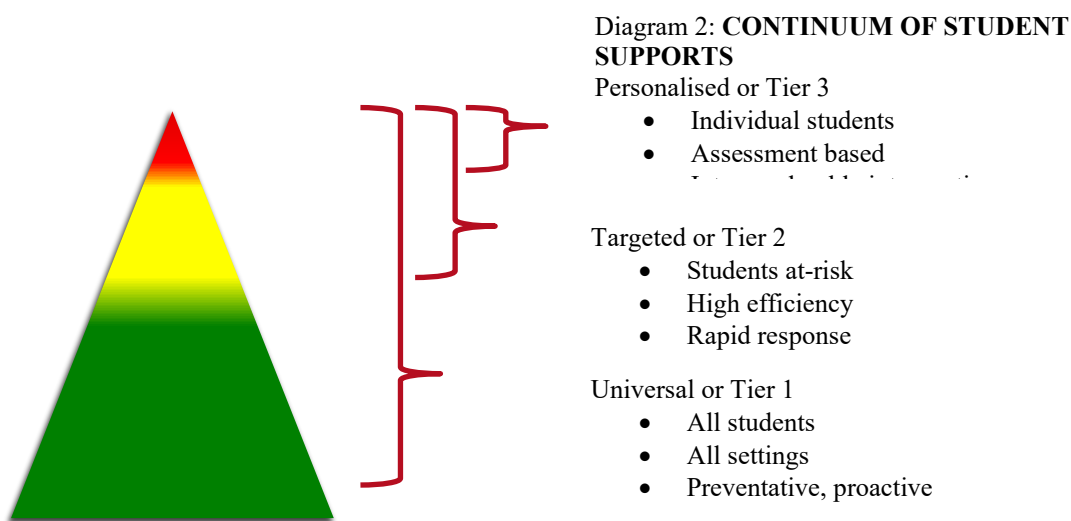 Diagram 2: CONTINUUM OF STUDENT
SUPPORTS
Personalised or Tier 3
• Individual students
• Assessment based
Targeted or Tier 2
• Students at-risk
• High efficiency
• Rapid response
Universal or Tier 1
• All students
• All settings
• Preventative, proactive